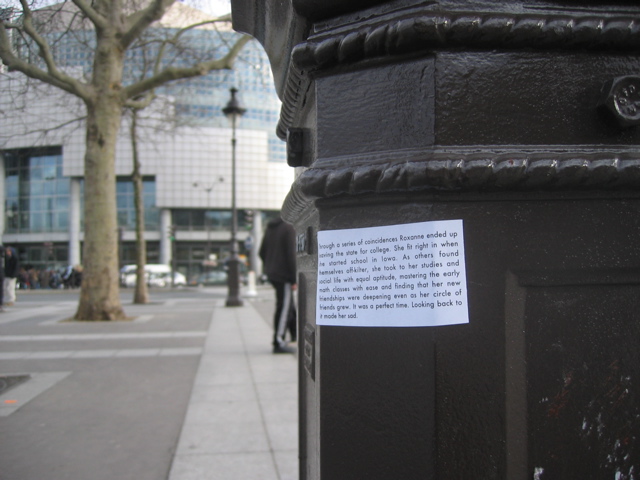 hrough a series of coincidences Roxanne ended up
eaving the state for college. She fit right in when
he started school in Iowa. As others found
themselves off-kilter, she took to her studies and
social life with equal aptitude, mastering the early
math classes with ease and finding that her new
friendships were deepening even as her circle of
friends grew. It was a perfect time. Looking back to
it made her sad.